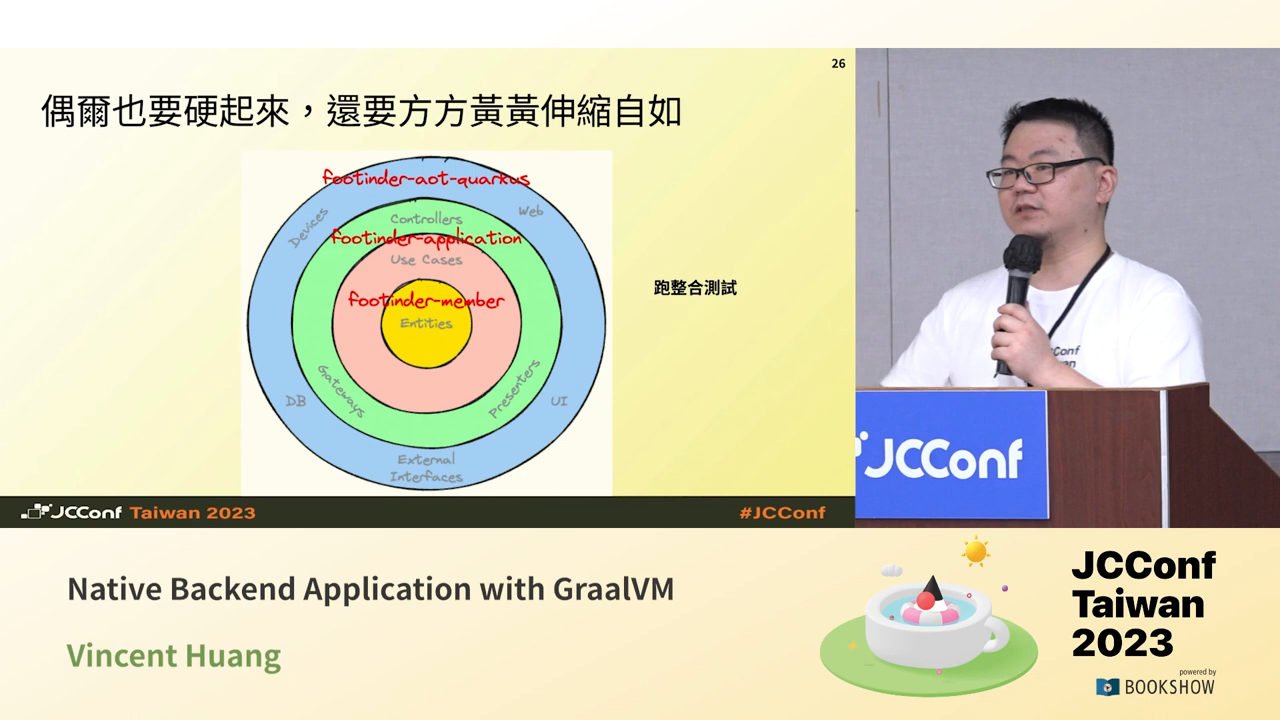 26
偶爾也要硬起來，還要方方黃黃伸縮自如
footinder-aot-quarkus
Devices
Web
Controllers
footinder-application
Use Cases
footinder-member
Entities
跑整合測試
Gateways
Presenters
DB
UI
External
Interfaces
JCConf Taiwan 2023
#JCConf
cConf
JCConf
Native Backend Application with GraalVM
Vincent Huang
JCConf
Taiwan
2023
powered by
BOOKSHOW